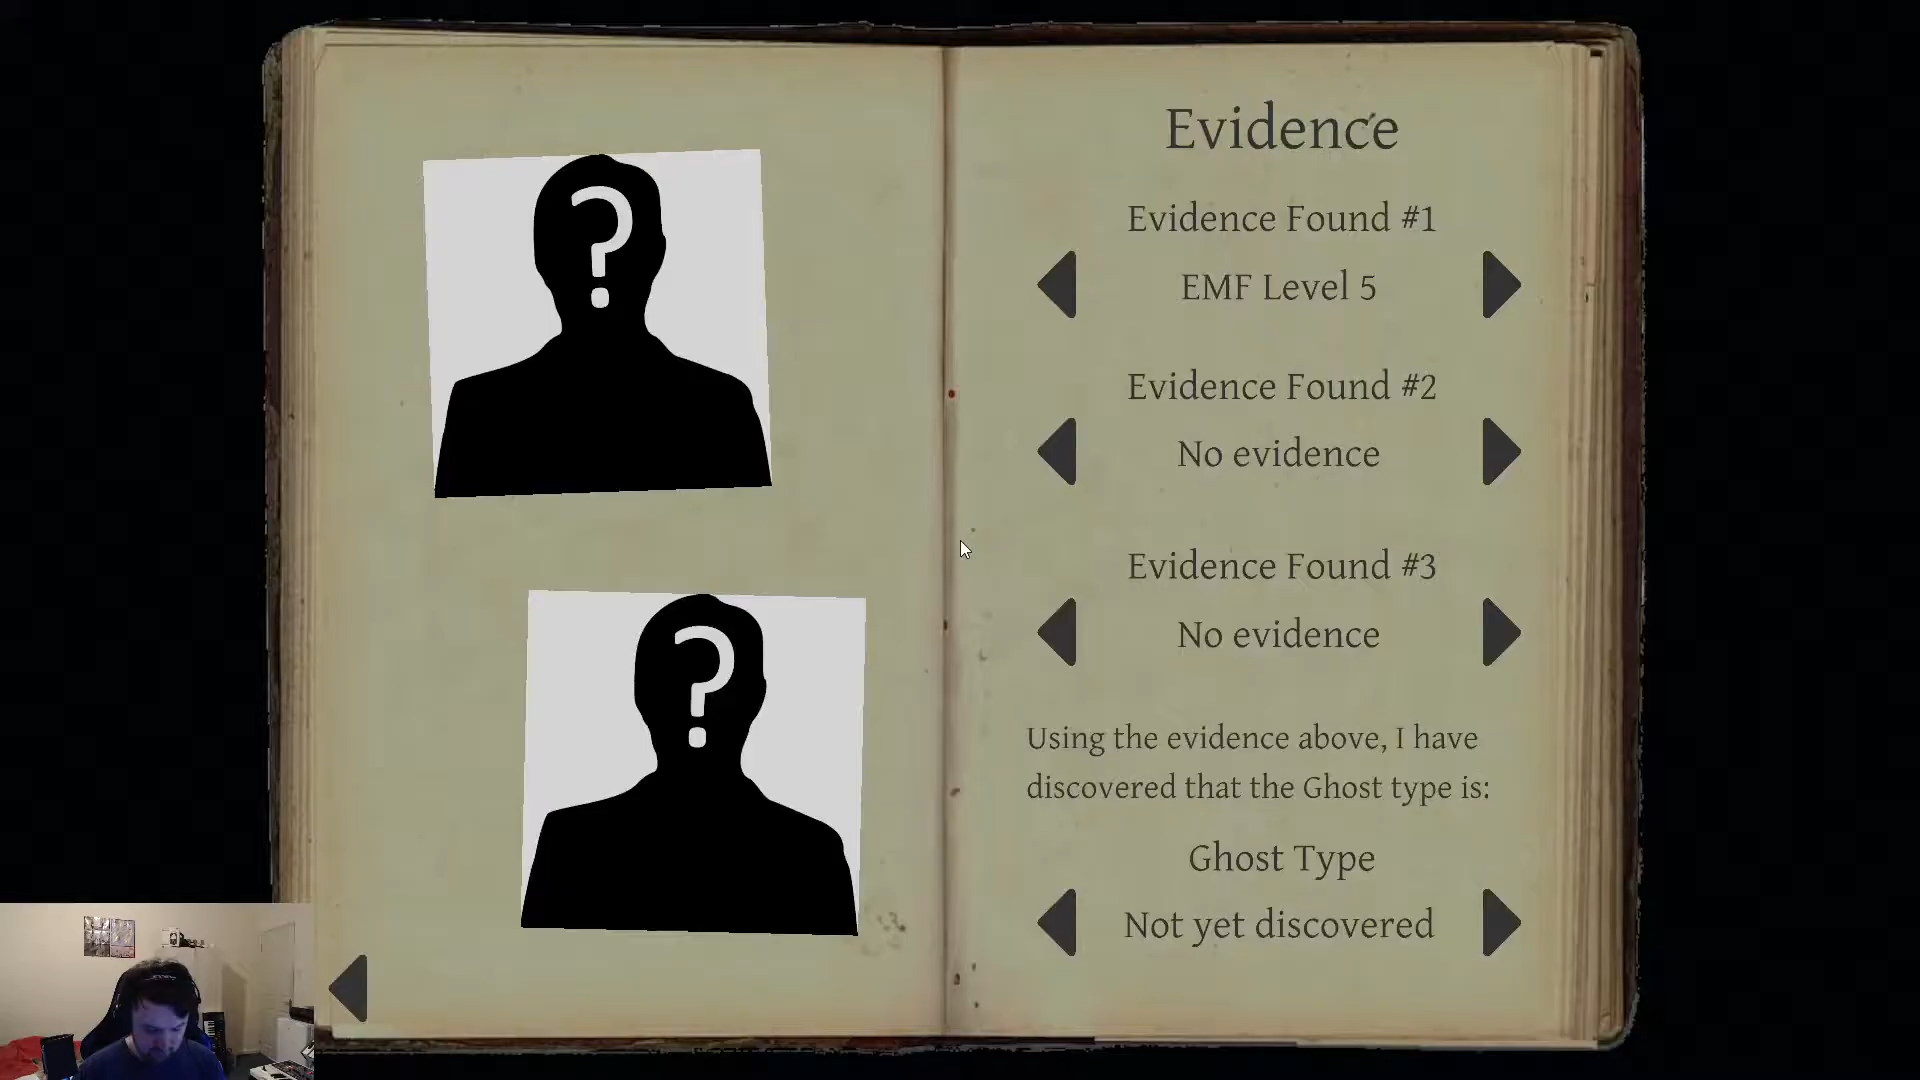 ?
?
Evidence
Evidence Found #1
EMF Level 5
Evidence Found #2
No evidence
Evidence Found #3
No evidence
Using the evidence above, I have
discovered that the Ghost type is:
Ghost Type
Not yet discovered